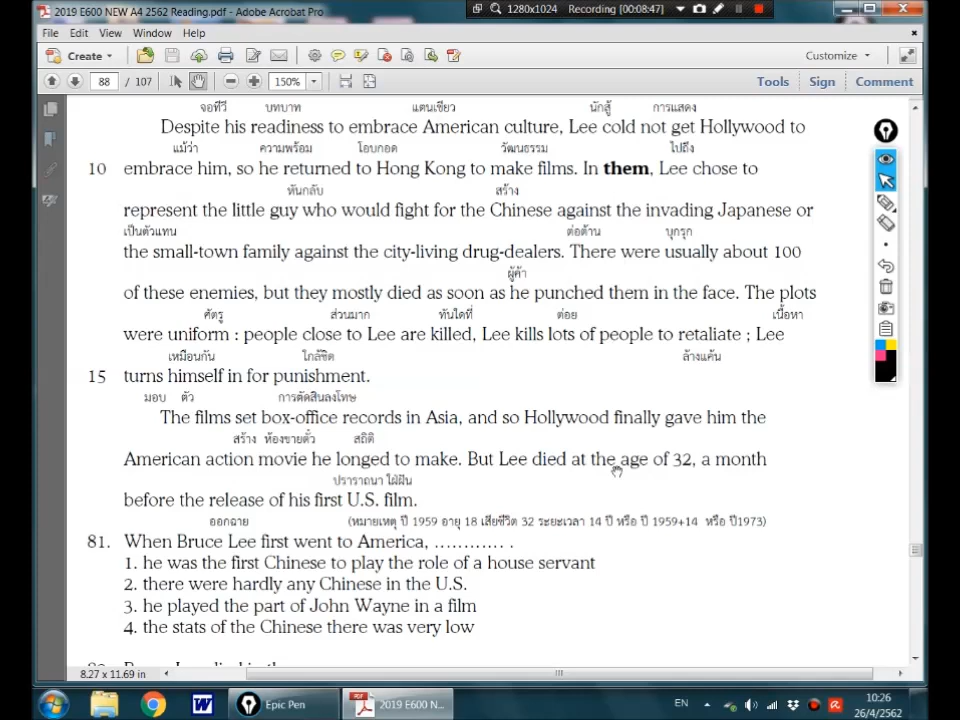 2019 E600 NEW A4 2562 Reading.pdf - Adobe Acrobat Pro
1280x1024 Recording [00:08:47]
File Edit View Window Help
Create Customize
88 / 107 150% Tools Sign Comment
จอทีวี บทบาท แดนเซียว นักสู้ การแสดง
Despite his readiness to embrace American culture, Lee cold not get Hollywood to
แม้ว่า ความพร้อม โอบกอด วัฒนธรรม ไปถึง
10 embrace him, so he returned to Hong Kong to make films. In them, Lee chose to
หันกลับ สร้าง
represent the little guy who would fight for the Chinese against the invading Japanese or
เป็นตัวแทน ต่อต้าน บุกรุก
the small-town family against the city-living drug-dealers. There were usually about 100
ผู้ค้า
of these enemies, but they mostly died as soon as he punched them in the face. The plots
ศัตรู ส่วนมาก ทันใดที่ ต่อย เนื้อหา
were uniform : people close to Lee are killed, Lee kills lots of people to retaliate ; Lee
เหมือนกัน ใกล้ชิด ล้างแค้น
15 turns himself in for punishment.
มอบ ตัว การตัดสินลงโทษ
The films set box-office records in Asia, and so Hollywood finally gave him the
สร้าง ห้องขายตั๋ว สถิติ
American action movie he longed to make. But Lee died at the age of 32, a month
ปรารถนา ใฝ่ฝัน
before the release of his first U.S. film.
ออกฉาย (หมายเหตุ ปี 1959 อายุ 18 เสียชีวิต 32 ระยะเวลา 14 ปี หรือ ปี 1959+14 หรือ ปี1973)
81. When Bruce Lee first went to America, ............ .
1. he was the first Chinese to play the role of a house servant
2. there were hardly any Chinese in the U.S.
3. he played the part of John Wayne in a film
4. the stats of the Chinese there was very low
8.27 x 11.69 in
Epic Pen 2019 E600 N... EN 10:26
26/4/2562